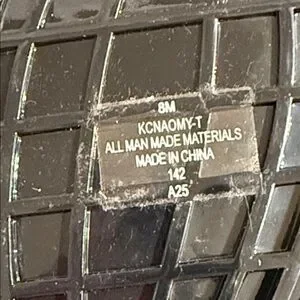 8M
KCNAOMY-T
ALL MAN MADE MATERIALS
MADE IN CHINA
142
A25